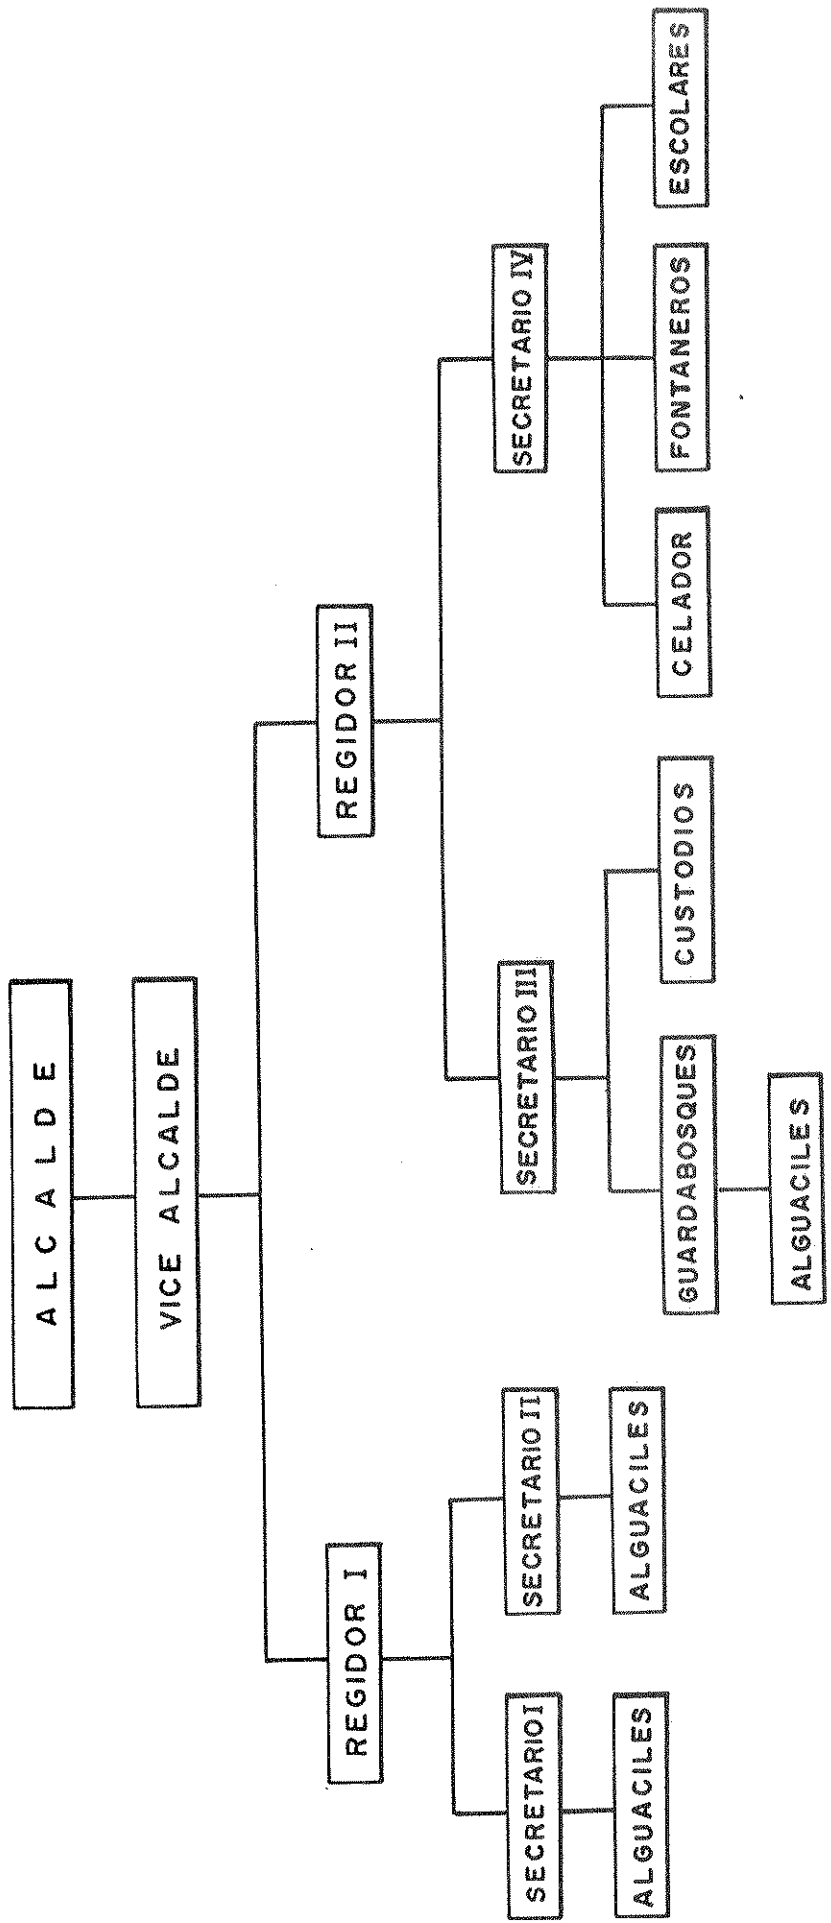 ALCALDE
VICE ALCALDE
REGIDOR I
REGIDOR II
SECRETARIO I
SECRETARIO II
SECRETARIO III
SECRETARIO IV
ALGUACILES
ALGUACILES
GUARDABOSQUES
CUSTODIOS
CELADOR
FONTANEROS
ESCOLARES
ALGUACILES